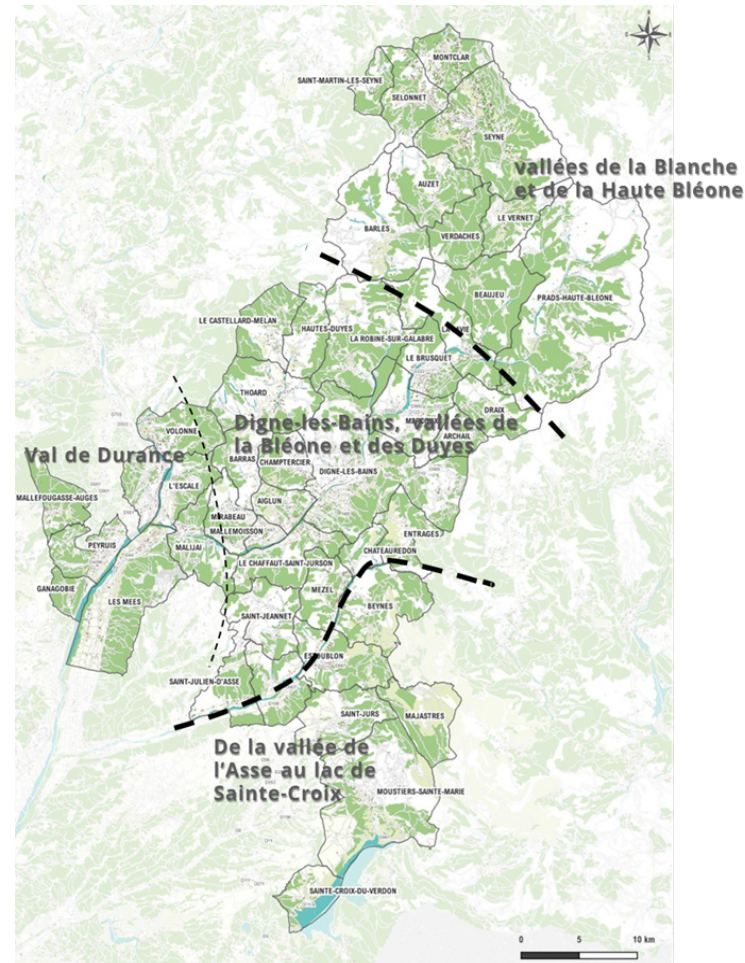 MONTCLAR
SAINT-MARTIN-LES-SEYNE
SELONNET
SEYNE
vallées de la Blanche
et de la Haute Bléone
AUZET
LE VERNET
BARLES
VERDACHES
BEAUJEU
PRADS-HAUTE-BLEONE
LE CASTELLARD-MELAN
HAUTES-DUYES
LA ROBINE-SUR-GALABRE
LE BRUSQUET
THOARD
DRAIX
Digne-les-Bains, vallées de
la Bléone et des Duyes
VOLONNE
ARCHAIL
Val de Durance
BARRAS
CHAMPTERCIER
DIGNE-LES-BAINS
L'ESCALE
MALLEFOUGASSE-AUGES
AIGLUN
MIRABEAU
MALLEMOISSON
ENTRAGES
PEYRUIS
MALIJAI
CHATEAUREDON
LE CHAFFAUT-SAINT-JURSON
GANAGOBIE
MEZEL
LES MEES
BEYNES
SAINT-JEANNET
ESTOUBLON
SAINT-JULIEN-D'ASSE
SAINT-JURS
MAJASTRES
De la vallée de
l'Asse au lac de
Sainte-Croix
MOUSTIERS-SAINTE-MARIE
SAINTE-CROIX-DU-VERDON
0 5 10 km